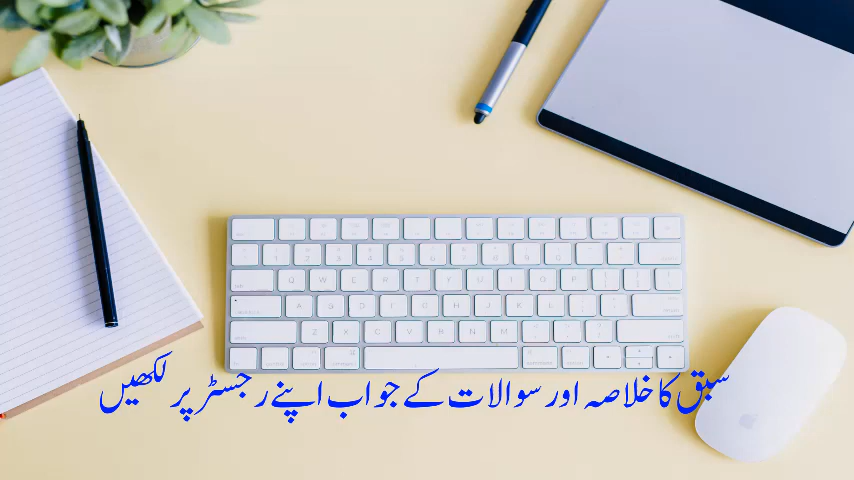 سبق کا خلاصہ اور سوالات کے جواب اپنے رجسٹر پر لکھیں
Q W E R T Y U I O P
A S D F G H J K L
Z X C V B N M